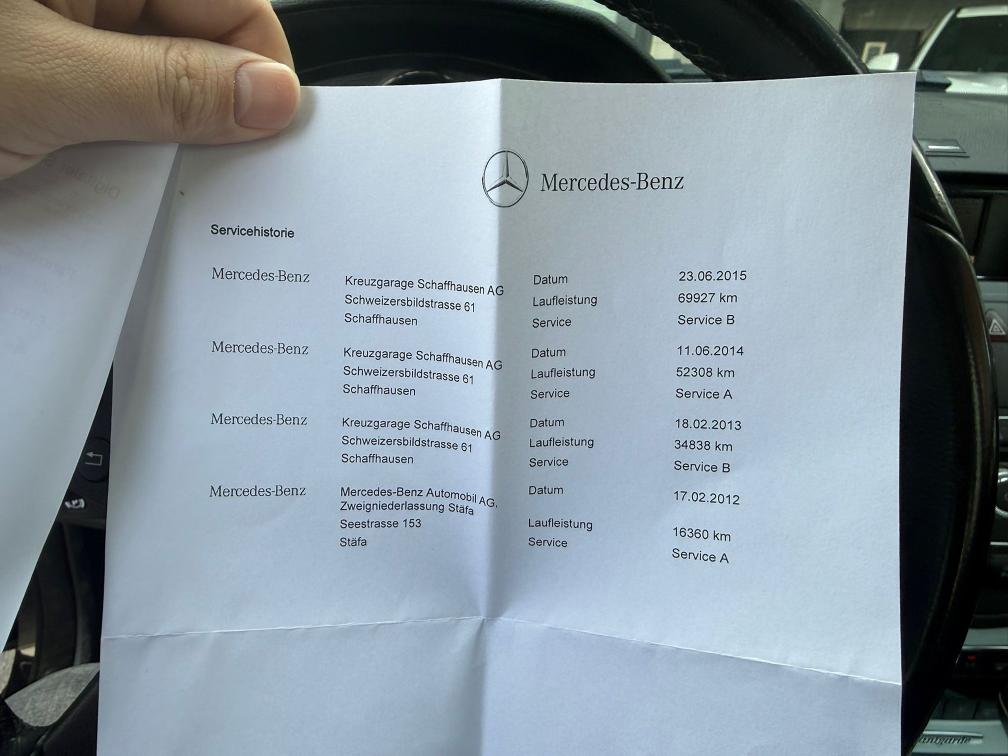 Mercedes-Benz
Servicehistorie
Mercedes-Benz Kreuzgarage Schaffhausen AG Datum 23.06.2015
Schweizersbildstrasse 61 Laufleistung 69927 km
Schaffhausen Service Service B
Mercedes-Benz Kreuzgarage Schaffhausen AG Datum 11.06.2014
Schweizersbildstrasse 61 Laufleistung 52308 km
Schaffhausen Service Service A
Mercedes-Benz Kreuzgarage Schaffhausen AG Datum 18.02.2013
Schweizersbildstrasse 61 Laufleistung 34838 km
Schaffhausen Service Service B
Mercedes-Benz Mercedes-Benz Automobil AG, Datum 17.02.2012
Zweigniederlassung Stäfa
Seestrasse 153 Laufleistung 16360 km
Stäfa Service Service A